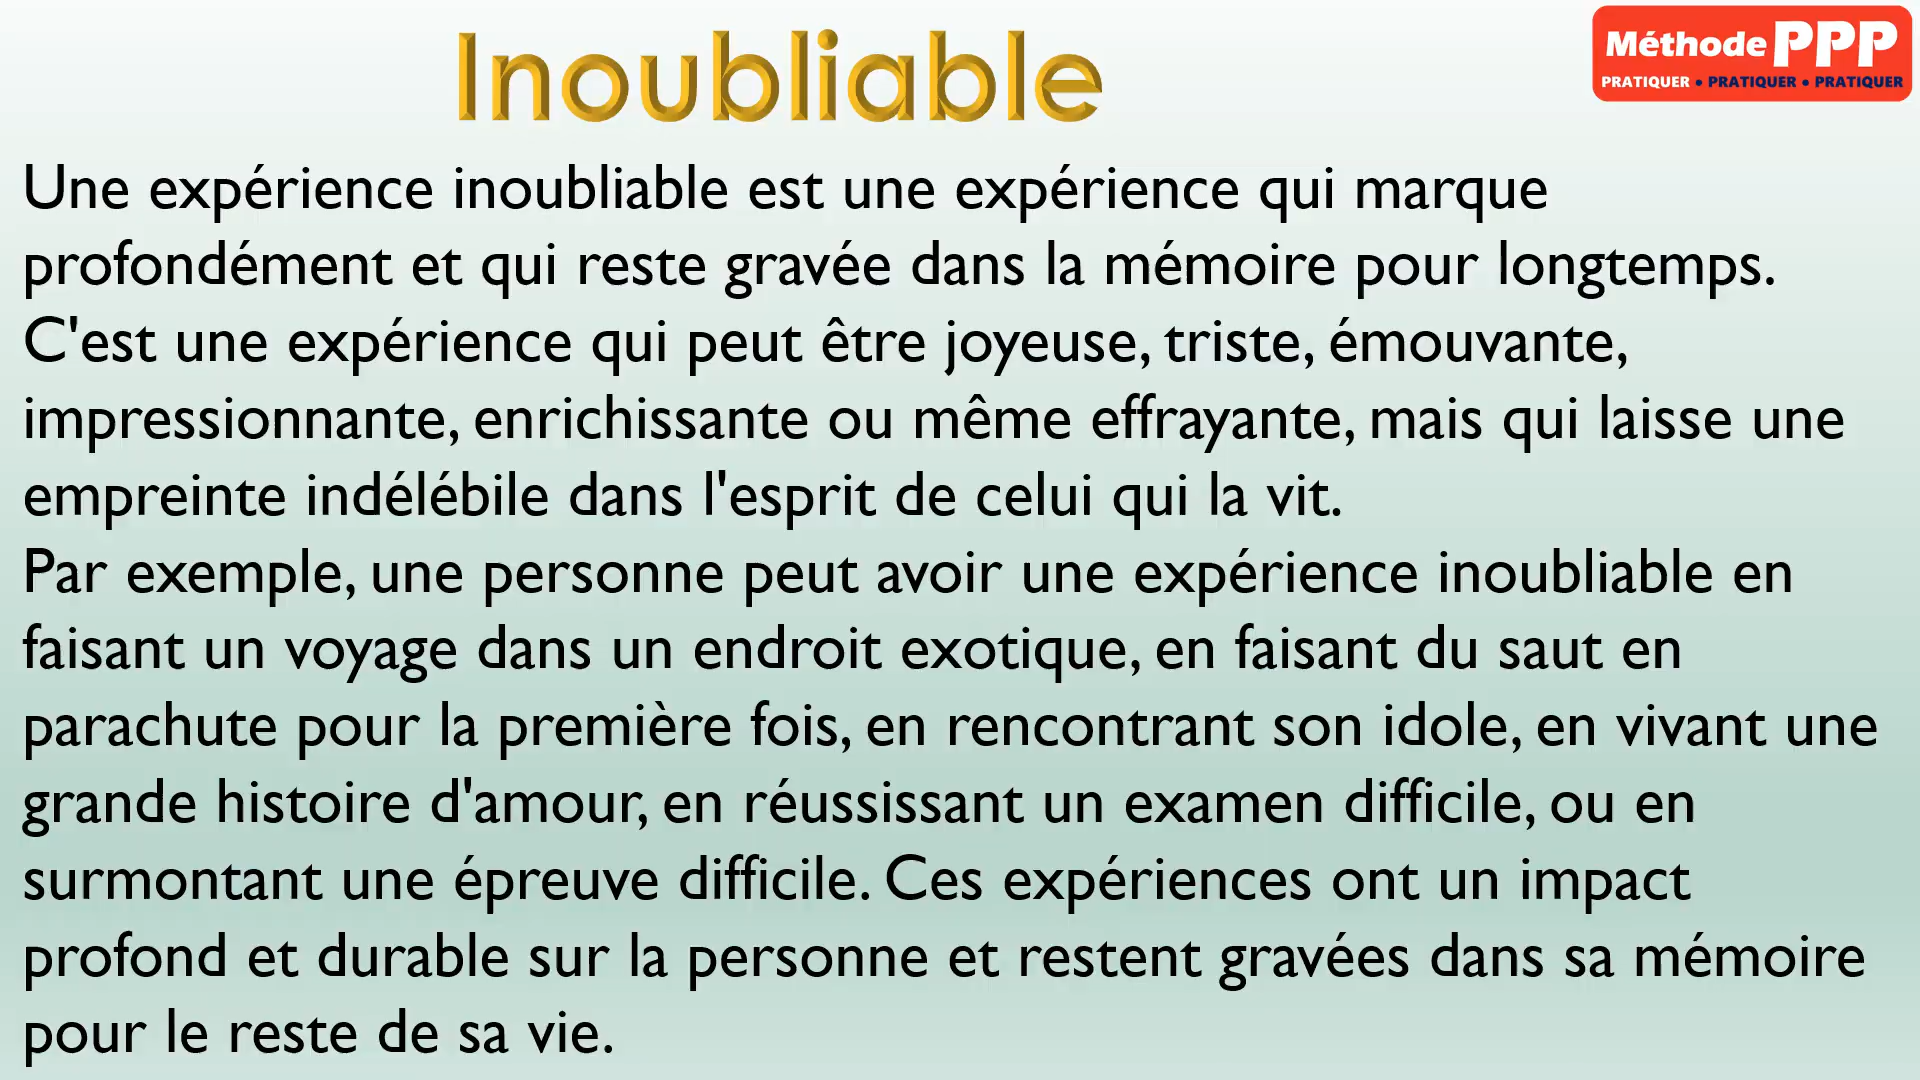 Inoubliable
Méthode PPP
PRATIQUER • PRATIQUER • PRATIQUER
Une expérience inoubliable est une expérience qui marque
profondément et qui reste gravée dans la mémoire pour longtemps.
C'est une expérience qui peut être joyeuse, triste, émouvante,
impressionnante, enrichissante ou même effrayante, mais qui laisse une
empreinte indélébile dans l'esprit de celui qui la vit.
Par exemple, une personne peut avoir une expérience inoubliable en
faisant un voyage dans un endroit exotique, en faisant du saut en
parachute pour la première fois, en rencontrant son idole, en vivant une
grande histoire d'amour, en réussissant un examen difficile, ou en
surmontant une épreuve difficile. Ces expériences ont un impact
profond et durable sur la personne et restent gravées dans sa mémoire
pour le reste de sa vie.